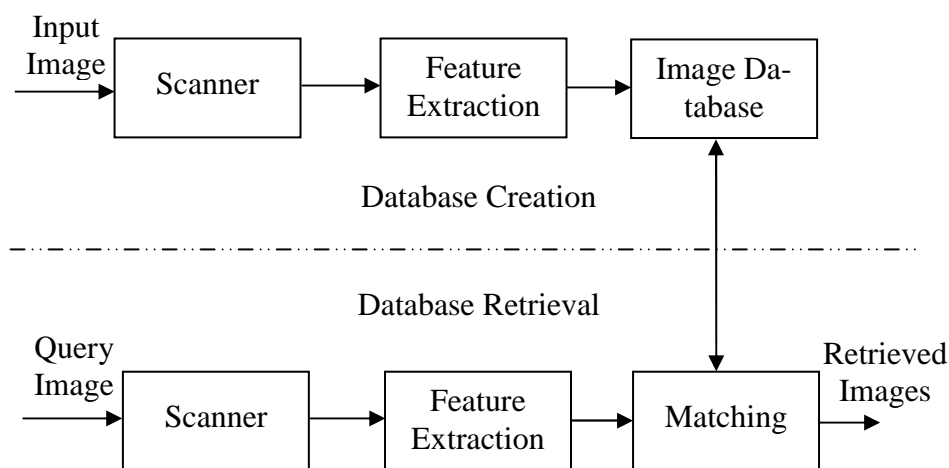 Input
Image
Scanner
Feature
Extraction
Image Da-
tabase
Database Creation
Database Retrieval
Query
Image
Scanner
Feature
Extraction
Matching
Retrieved
Images